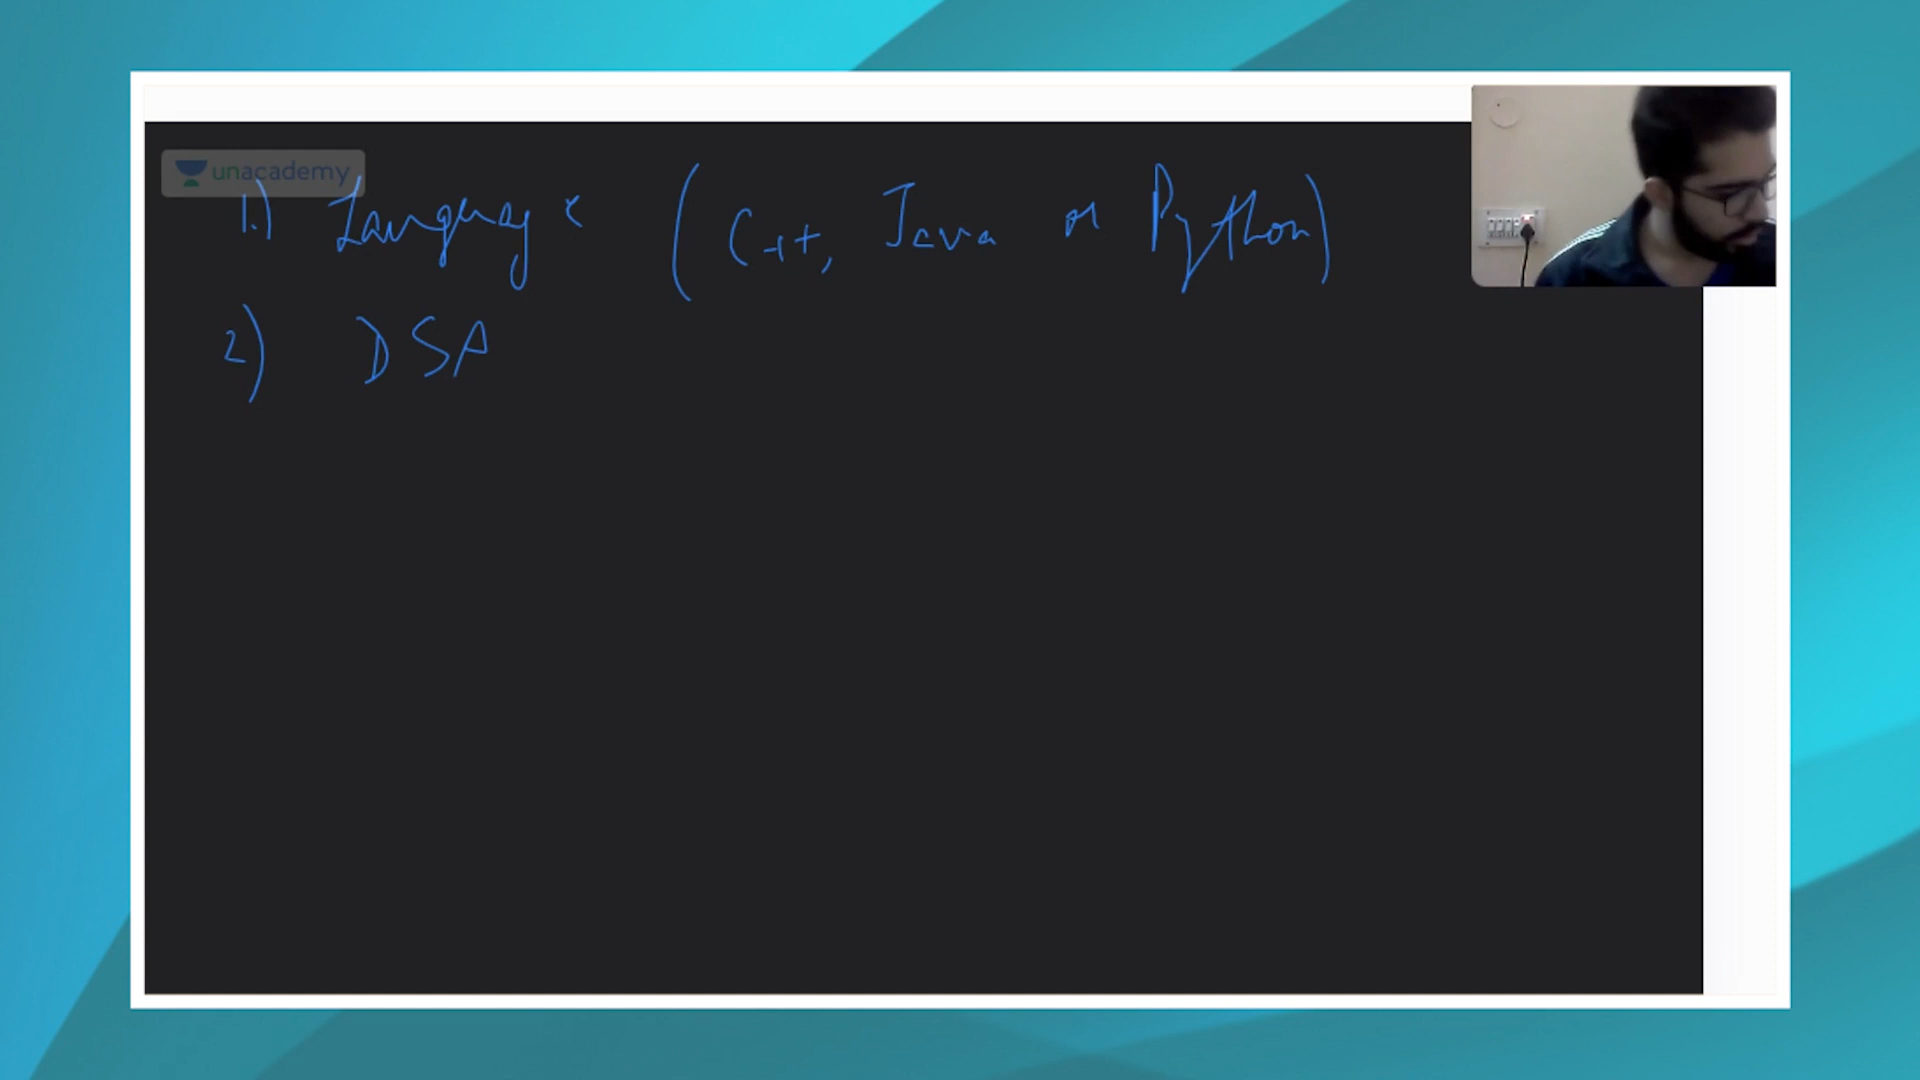 unacademy
1.) Language (C++, Java or Python)
2) DSA